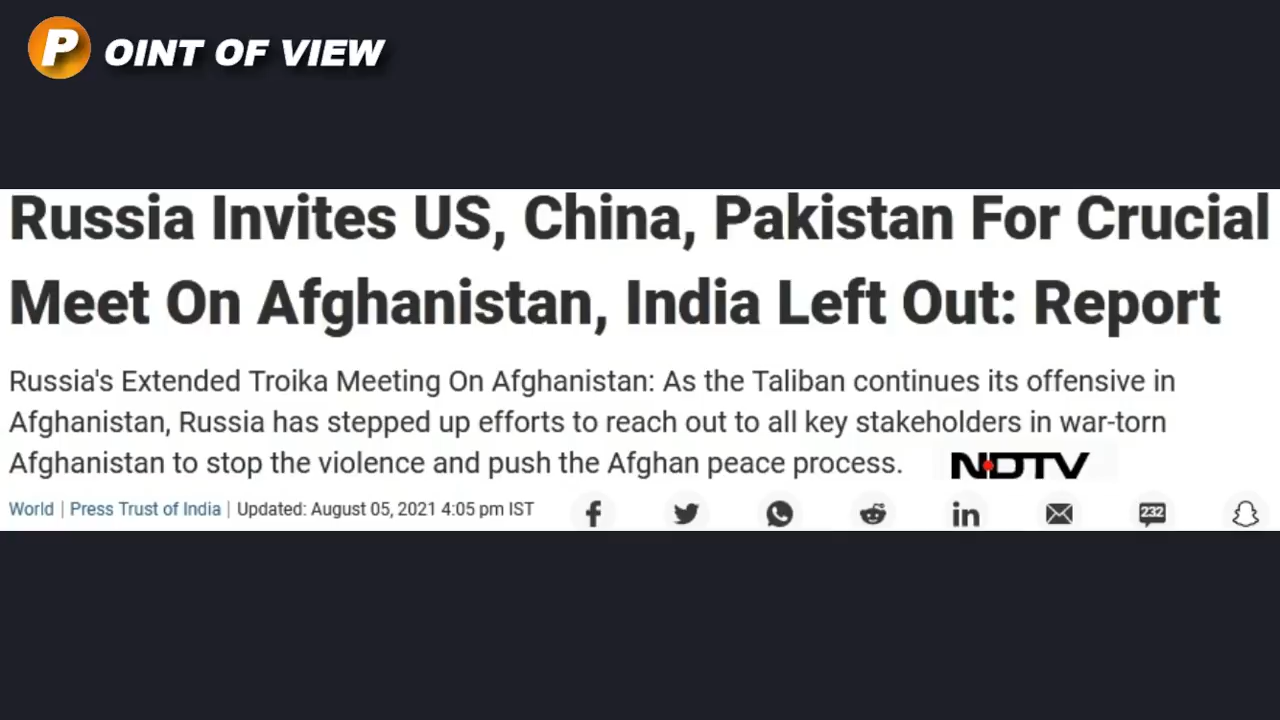 POINT OF VIEW
Russia Invites US, China, Pakistan For Crucial
Meet On Afghanistan, India Left Out: Report
Russia's Extended Troika Meeting On Afghanistan: As the Taliban continues its offensive in
Afghanistan, Russia has stepped up efforts to reach out to all key stakeholders in war-torn
Afghanistan to stop the violence and push the Afghan peace process.
NDTV
World | Press Trust of India | Updated: August 05, 2021 4:05 pm IST
232